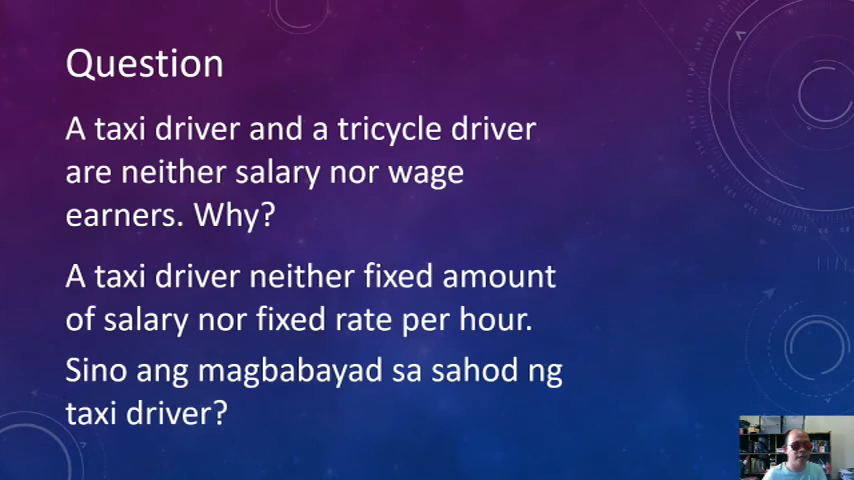 Question
A taxi driver and a tricycle driver
are neither salary nor wage
earners. Why?
A taxi driver neither fixed amount
of salary nor fixed rate per hour.
Sino ang magbabayad sa sahod ng
taxi driver?